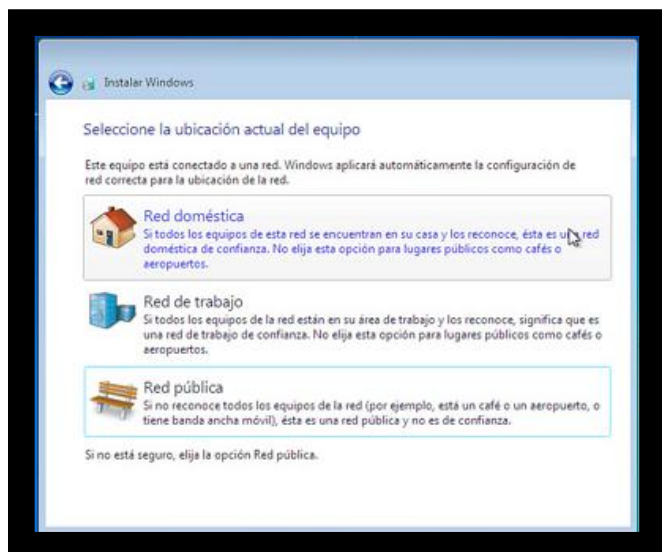 Instalar Windows
Seleccione la ubicación actual del equipo
Este equipo está conectado a una red. Windows aplicará automáticamente la configuración de
red correcta para la ubicación de la red.
Red doméstica
Si todos los equipos de esta red se encuentran en su casa y los reconoce, ésta es una red
doméstica de confianza. No elija esta opción para lugares públicos como cafés o
aeropuertos.
Red de trabajo
Si todos los equipos de la red están en su área de trabajo y los reconoce, significa que es
una red de trabajo de confianza. No elija esta opción para lugares públicos como cafés o
aeropuertos.
Red pública
Si no reconoce todos los equipos de la red (por ejemplo, está un café o un aeropuerto, o
tiene banda ancha móvil), ésta es una red pública y no es de confianza.
Si no está seguro, elija la opción Red pública.